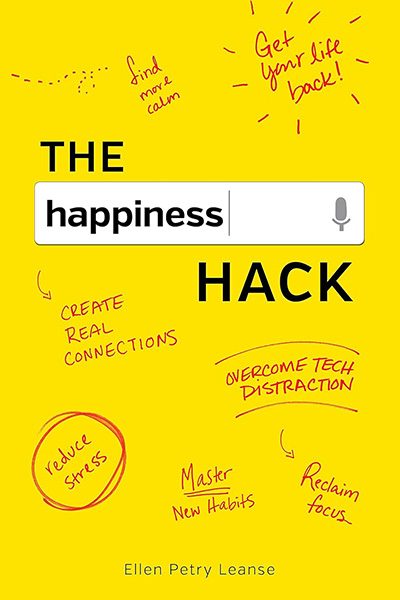 find
more
calm
Get
your life
back!
THE
happiness
HACK
CREATE
REAL
CONNECTIONS
OVERCOME TECH
DISTRACTION
reduce
stress
Master
New Habits
Reclaim
focus
Ellen Petry Leanse